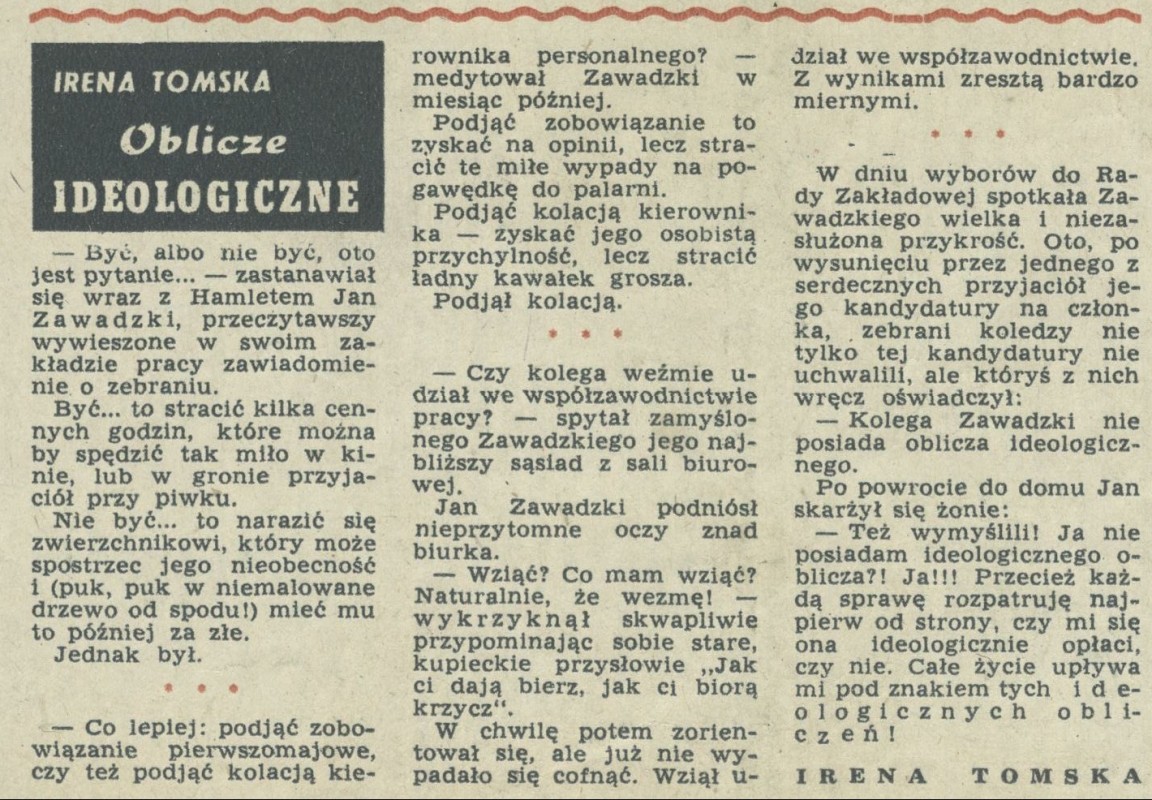 IRENA TOMSKA
Oblicze
IDEOLOGICZNE
— Być, albo nie być, oto
jest pytanie... — zastanawiał
się wraz z Hamletem Jan
Zawadzki, przeczytawszy
wywieszone w swoim za-
kładzie pracy zawiadomie-
nie o zebraniu.
Być... to stracić kilka cen-
nych godzin, które można
by spędzić tak miło w ki-
nie, lub w gronie przyja-
ciół przy piwku.
Nie być... to narazić się
zwierzchnikowi, który może
spostrzec jego nieobecność
i (puk, puk w niemalowane
drzewo od spodu!) mieć mu
to później za złe.
Jednak był.
* * *
— Co lepiej: podjąć zobo-
wiązanie pierwszomajowe,
czy też podjąć kolacją kie-
rownika personalnego? —
medytował Zawadzki w
miesiąc później.
Podjąć zobowiązanie to
zyskać na opinii, lecz stra-
cić te miłe wypady na po-
gawędkę do palarni.
Podjąć kolacją kierowni-
ka — zyskać jego osobistą
przychylność, lecz stracić
ładny kawałek grosza.
Podjął kolacją.
* * *
— Czy kolega weźmie u-
dział we współzawodnictwie
pracy? — spytał zamyślo-
nego Zawadzkiego jego naj-
bliższy sąsiad z sali biuro-
wej.
Jan Zawadzki podniósł
nieprzytomne oczy znad
biurka.
— Wziąć? Co mam wziąć?
Naturalnie, że wezmę! —
wykrzyknął skwapliwie
przypominając sobie stare,
kupieckie przysłowie „Jak
ci dają bierz, jak ci biorą
krzycz“.
W chwilę potem zorien-
tował się, ale już nie wy-
padało się cofnąć. Wziął u-
dział we współzawodnictwie.
Z wynikami zresztą bardzo
miernymi.
* * *
W dniu wyborów do Ra-
dy Zakładowej spotkała Za-
wadzkiego wielka i nieza-
służona przykrość. Oto, po
wysunięciu przez jednego z
serdecznych przyjaciół je-
go kandydatury na człon-
ka, zebrani koledzy nie
tylko tej kandydatury nie
uchwalili, ale któryś z nich
wręcz oświadczył:
— Kolega Zawadzki nie
posiada oblicza ideologicz-
nego.
Po powrocie do domu Jan
skarżył się żonie:
— Też wymyślili! Ja nie
posiadam ideologicznego o-
blicza?! Ja!!! Przecież każ-
dą sprawę rozpatruję naj-
pierw od strony, czy mi się
ona ideologicznie opłaci,
czy nie. Całe życie upływa
mi pod znakiem tych i d e-
o l o g i c z n y c h o b l i-
c z e ń !
IRENA TOMSKA